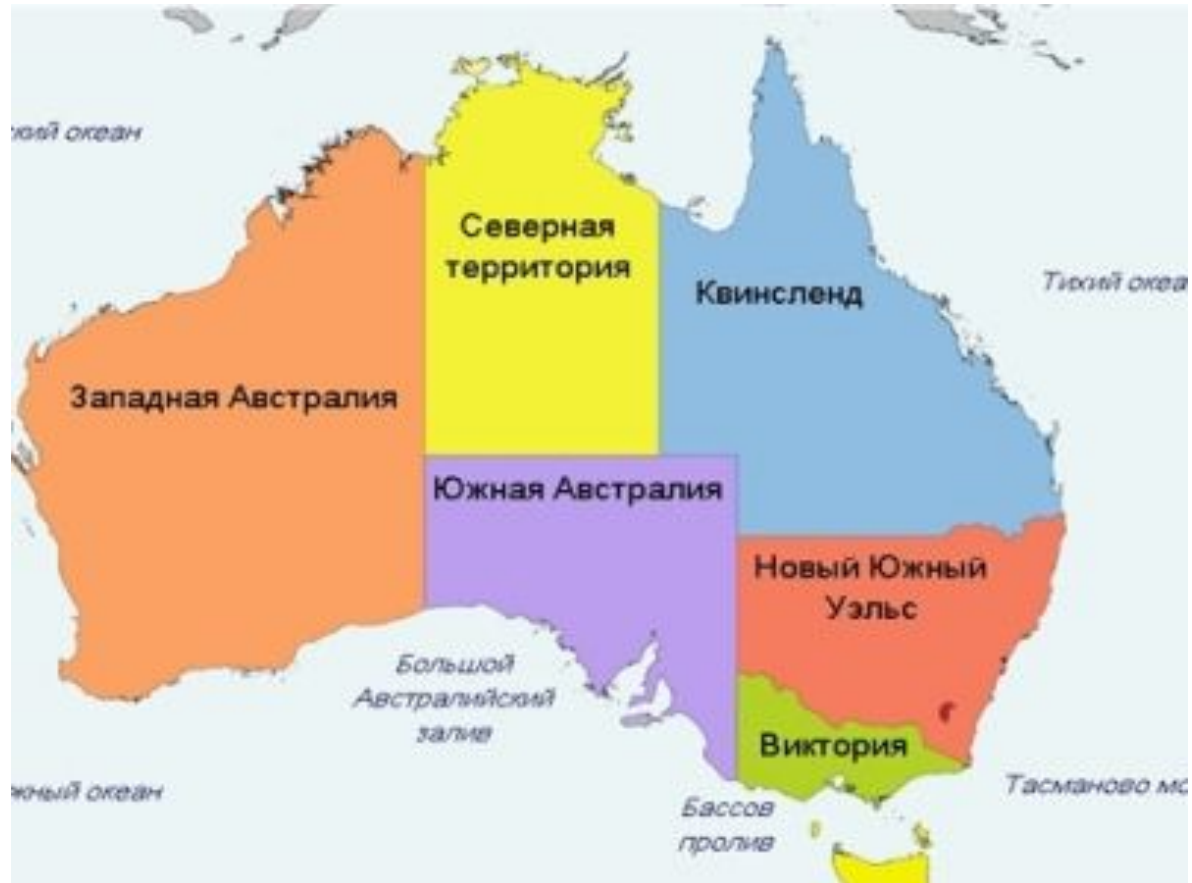 кий океан
Северная
территория
Квинсленд
Тихий океа
Западная Австралия
Южная Австралия
Новый Южный
Уэльс
Большой
Австралийский
залив
Виктория
жный океан
Тасманово мо
Бассов
пролив